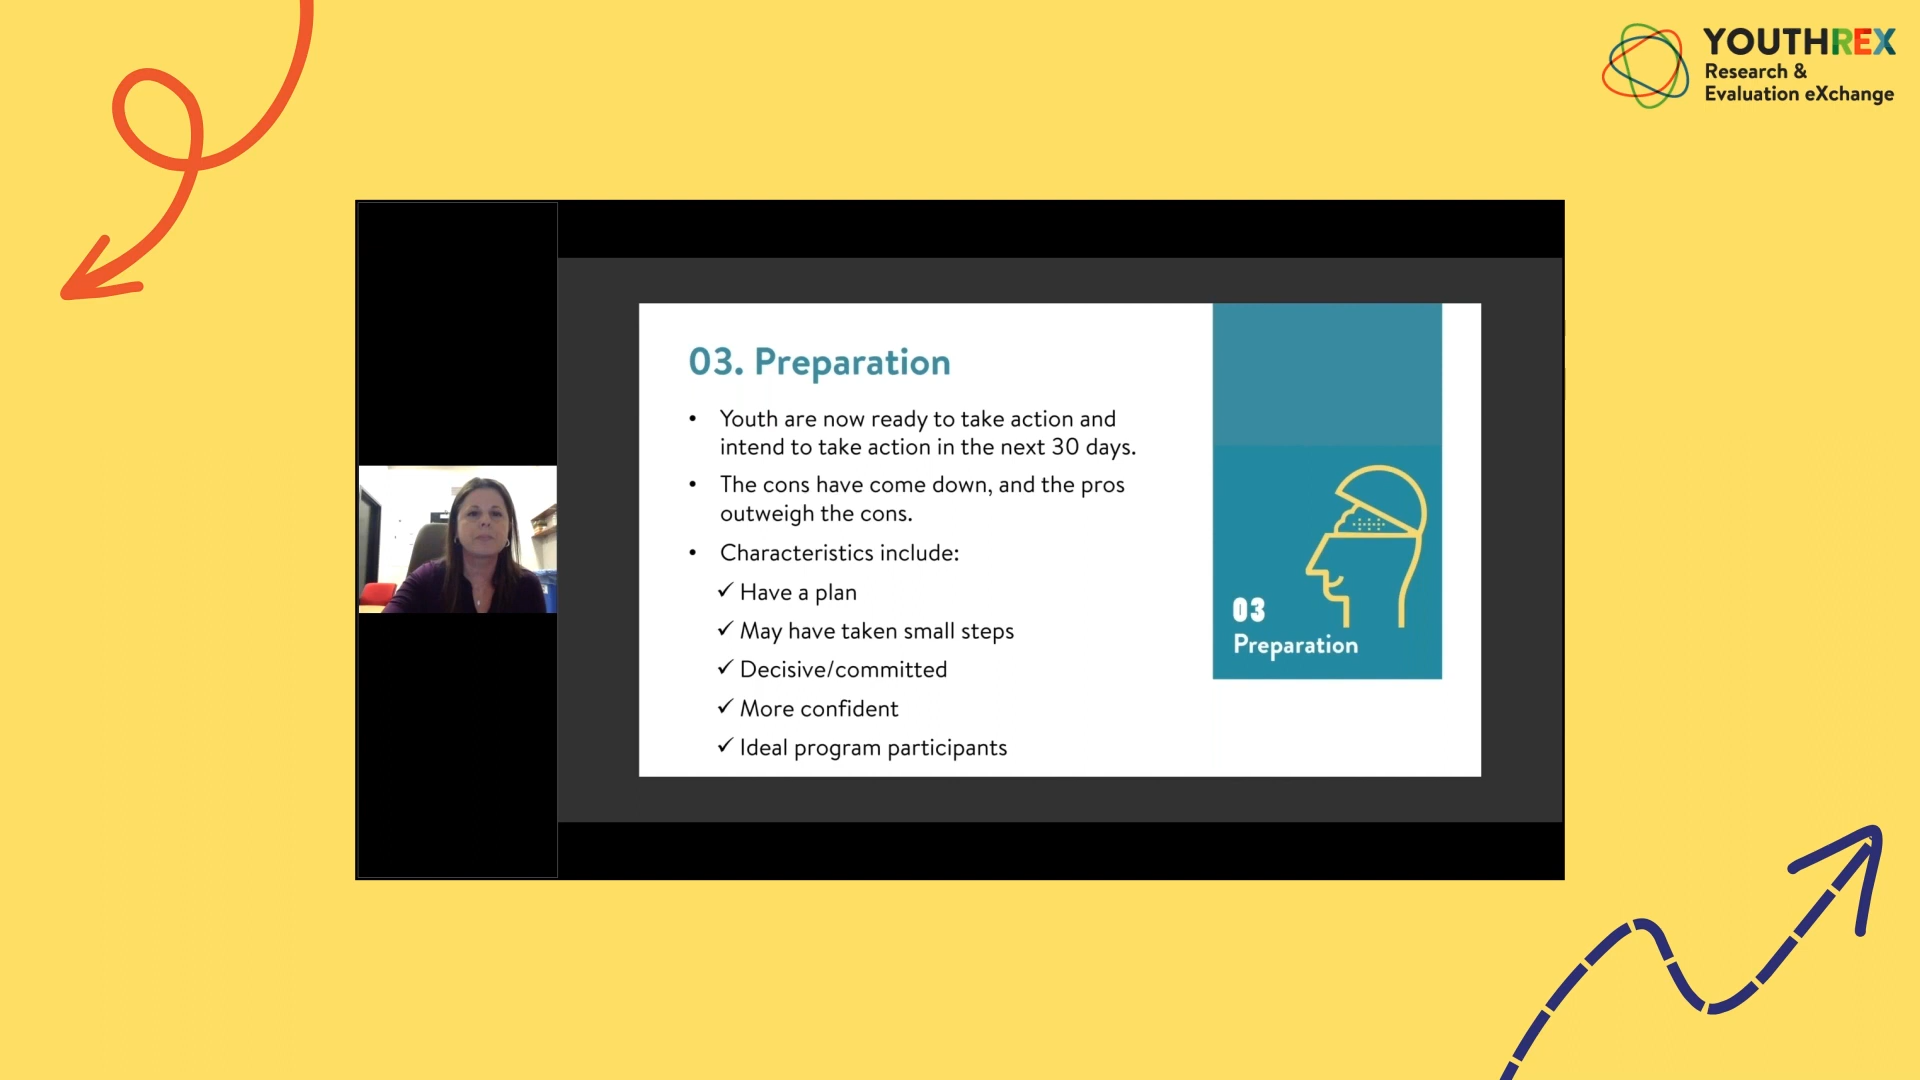 YOUTHREX
Research &
Evaluation eXchange
03. Preparation
• Youth are now ready to take action and
intend to take action in the next 30 days.
• The cons have come down, and the pros
outweigh the cons.
• Characteristics include:
✓ Have a plan
✓ May have taken small steps
✓ Decisive/committed
✓ More confident
✓ Ideal program participants
03
Preparation